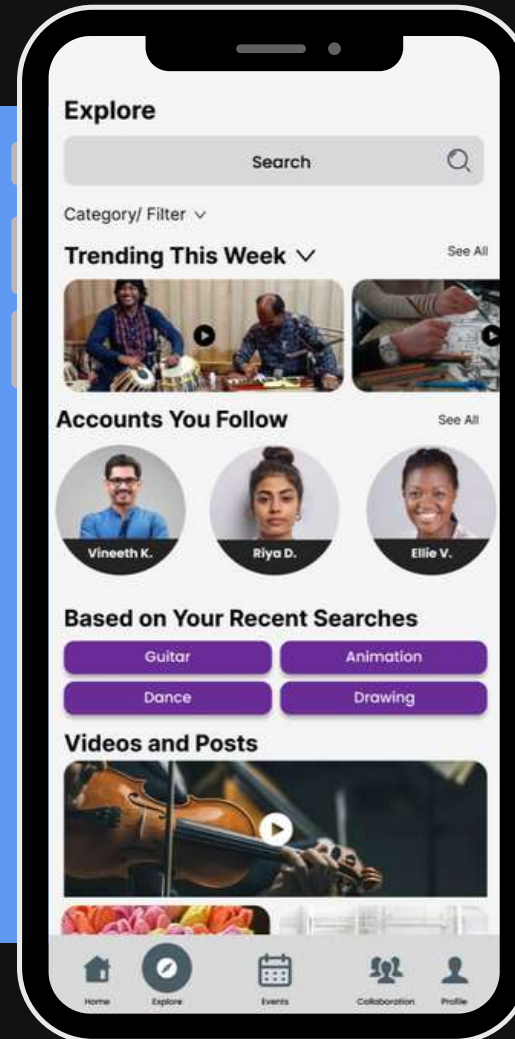 Explore
Search
Category/ Filter
Trending This Week
See All
Accounts You Follow
See All
Vineeth K.
Riya D.
Ellie V.
Based on Your Recent Searches
Guitar
Animation
Dance
Drawing
Videos and Posts
Home
Explore
Events
Collaboration
Profile